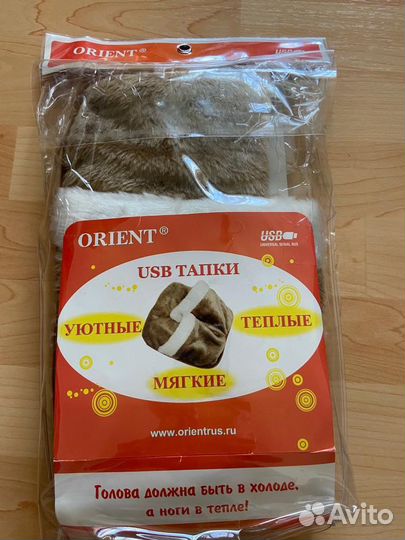 ORIENT®
USB
ORIENT®
USB
UNIVERSAL SERIAL BUS
USB ТАПКИ
УЮТНЫЕ
ТЕПЛЫЕ
МЯГКИЕ
www.orientrus.ru
Голова должна быть в холоде,
а ноги в тепле!
Avito